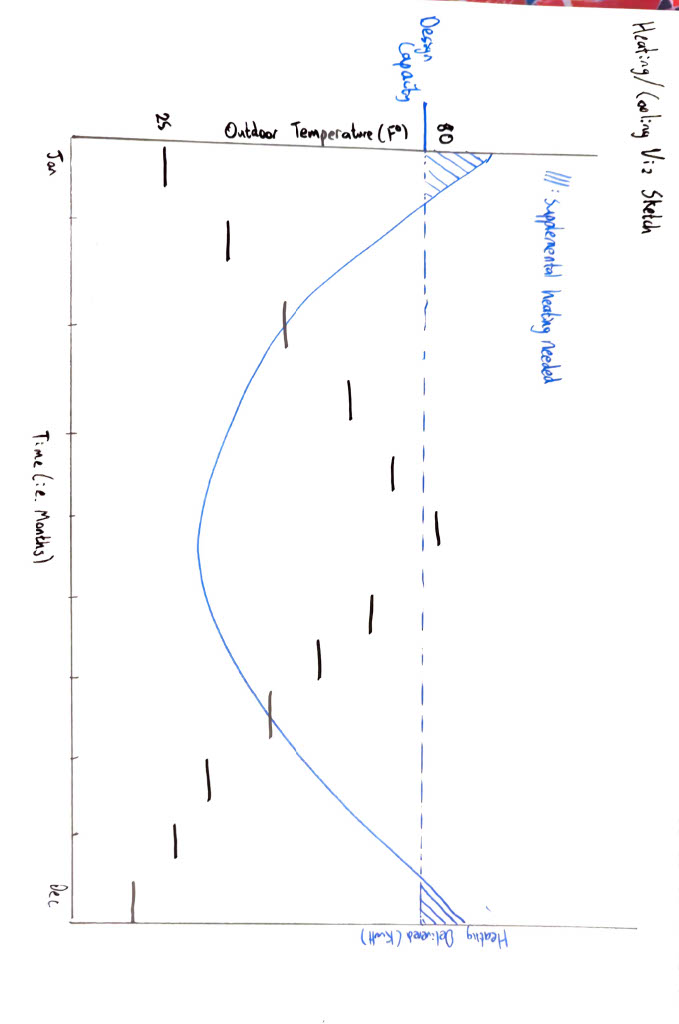 Heating/Cooling Viz Sketch
||| : supplemental heating needed
80
Design
Capacity
Outdoor Temperature (F°)
Heating Delivered (KwH)
25
Jan
Dec
Time (i.e. Months)